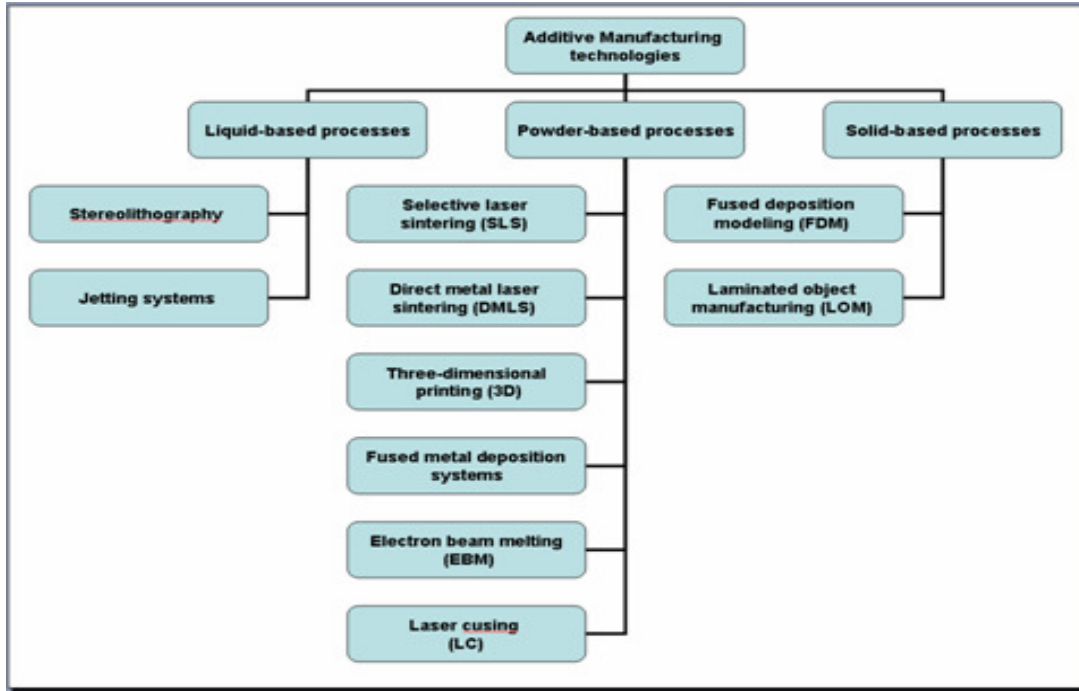 Additive Manufacturing
technologies
Liquid-based processes
Powder-based processes
Solid-based processes
Stereolithography
Jetting systems
Selective laser
sintering (SLS)
Direct metal laser
sintering (DMLS)
Three-dimensional
printing (3D)
Fused metal deposition
systems
Electron beam melting
(EBM)
Laser cusing
(LC)
Fused deposition
modeling (FDM)
Laminated object
manufacturing (LOM)